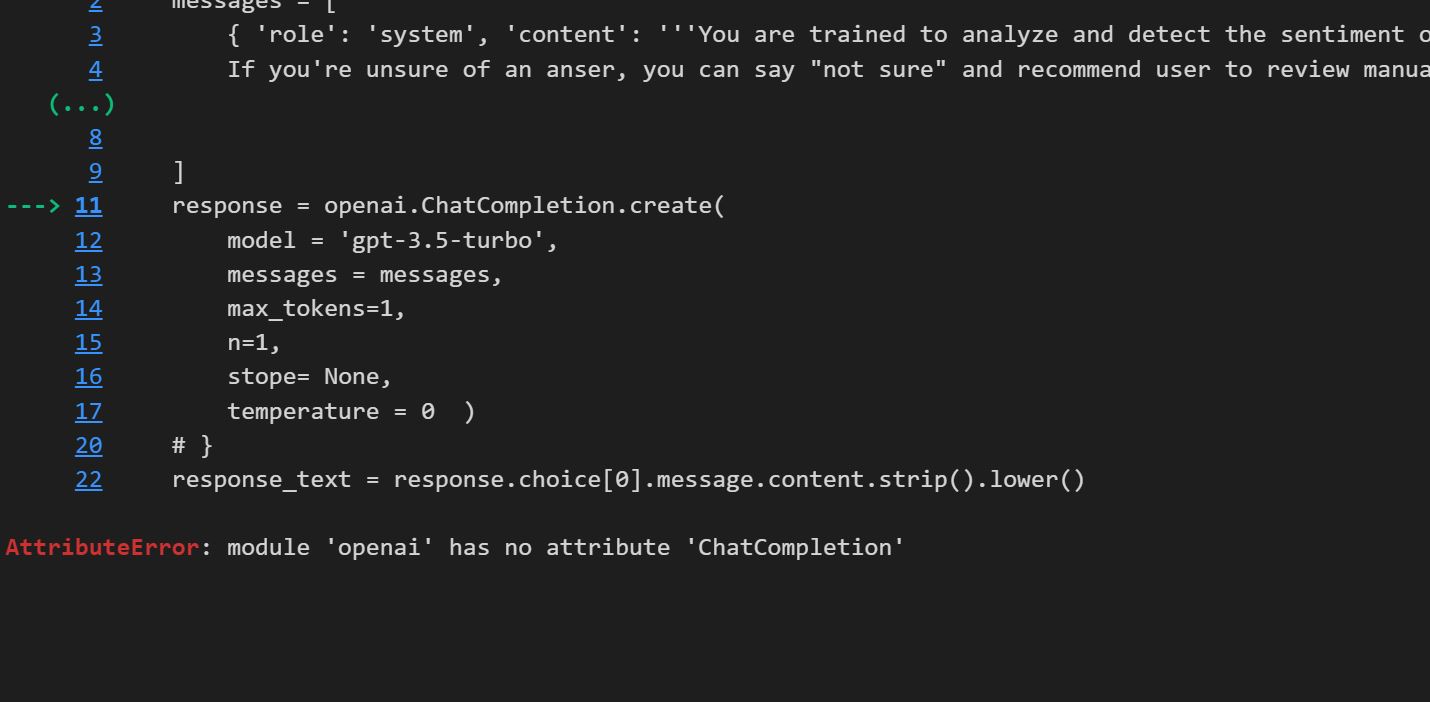 2 messages = [
3 { 'role': 'system', 'content': '''You are trained to analyze and detect the sentiment o
4 If you're unsure of an anser, you can say "not sure" and recommend user to review manua
(...)
8
9 ]
---> 11 response = openai.ChatCompletion.create(
12 model = 'gpt-3.5-turbo',
13 messages = messages,
14 max_tokens=1,
15 n=1,
16 stope= None,
17 temperature = 0  )
20 # }
22 response_text = response.choice[0].message.content.strip().lower()
AttributeError: module 'openai' has no attribute 'ChatCompletion'